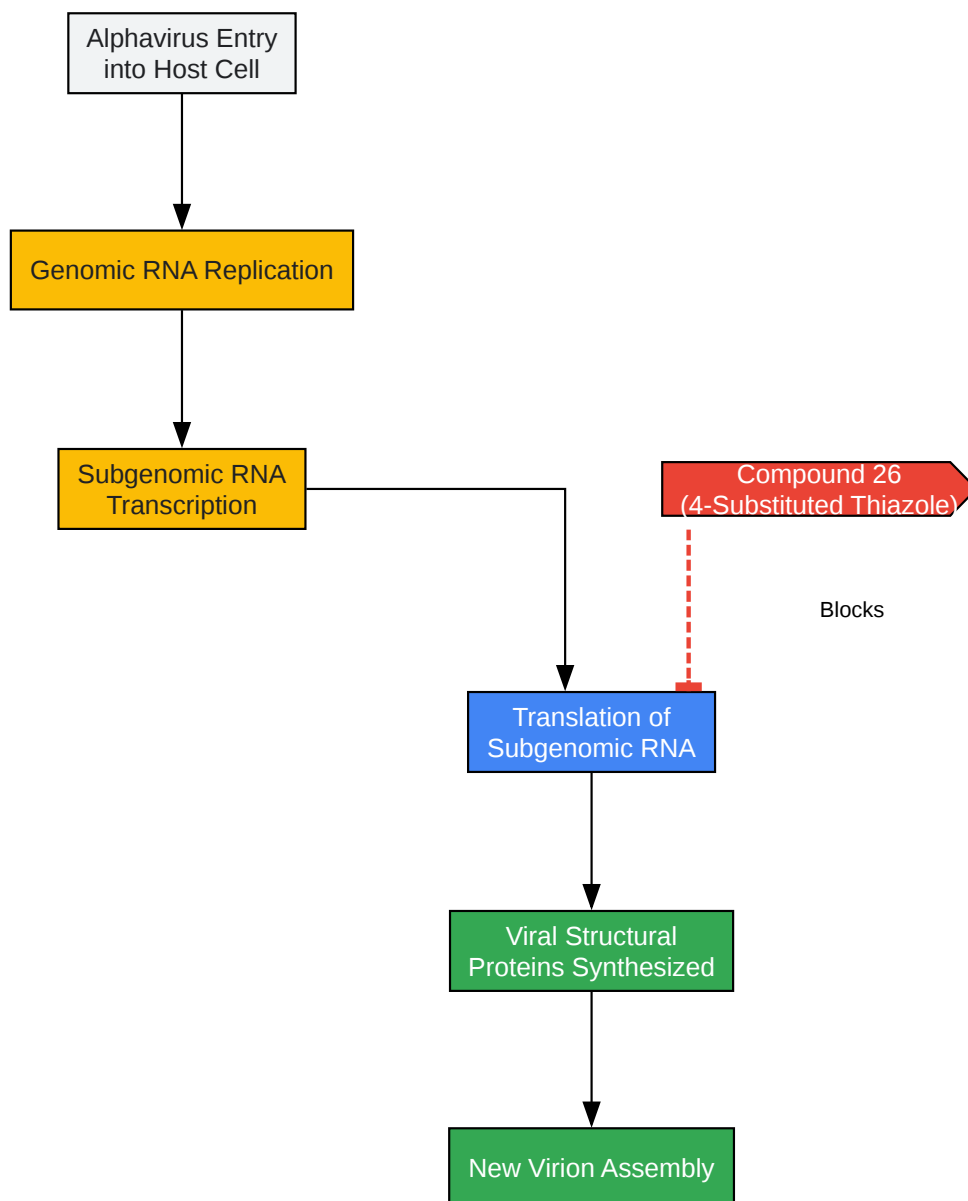 Alphavirus Entry
into Host Cell
Genomic RNA Replication
Subgenomic RNA
Transcription
Compound 26
(4-Substituted Thiazole)
Blocks
Translation of
Subgenomic RNA
Viral Structural
Proteins Synthesized
New Virion Assembly